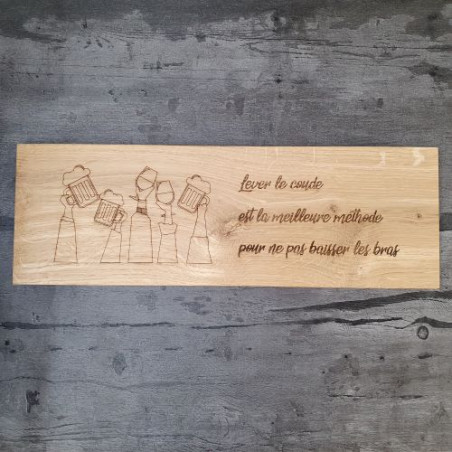 Lever le coude
est la meilleure méthode
pour ne pas baisser les bras